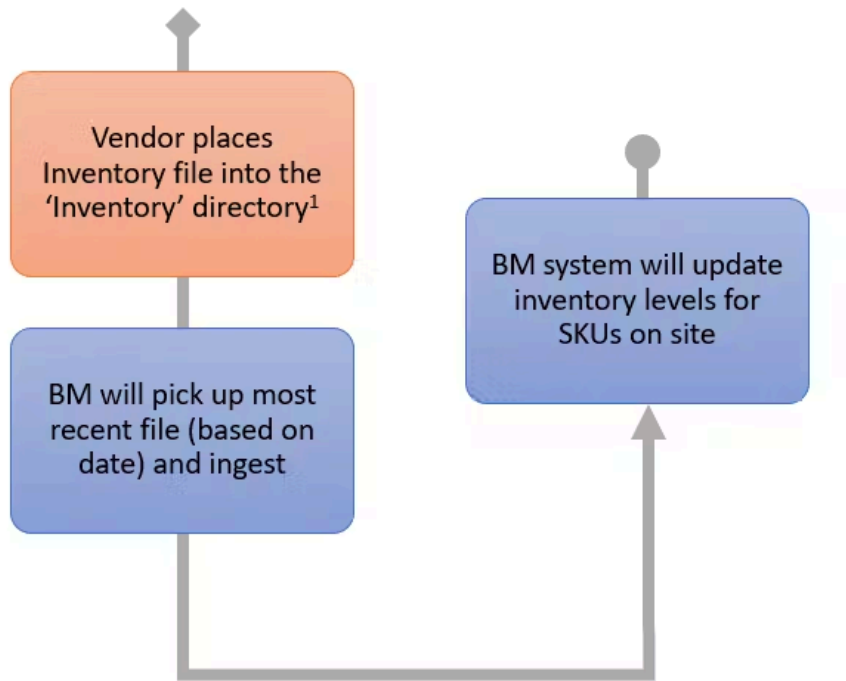 Vendor places
Inventory file into the
‘Inventory’ directory¹
BM will pick up most
recent file (based on
date) and ingest
BM system will update
inventory levels for
SKUs on site